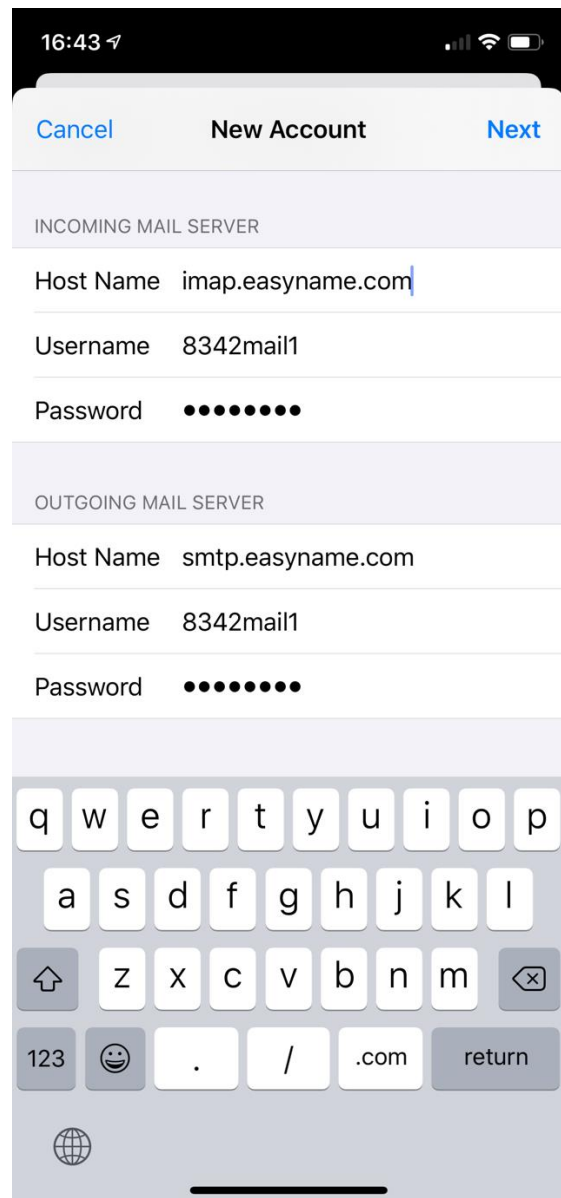 16:43
Cancel New Account Next
INCOMING MAIL SERVER
Host Name imap.easyname.com
Username 8342mail1
Password ●●●●●●●●
OUTGOING MAIL SERVER
Host Name smtp.easyname.com
Username 8342mail1
Password ●●●●●●●●
q w e r t y u i o p
a s d f g h j k l
z x c v b n m
123 . / .com return